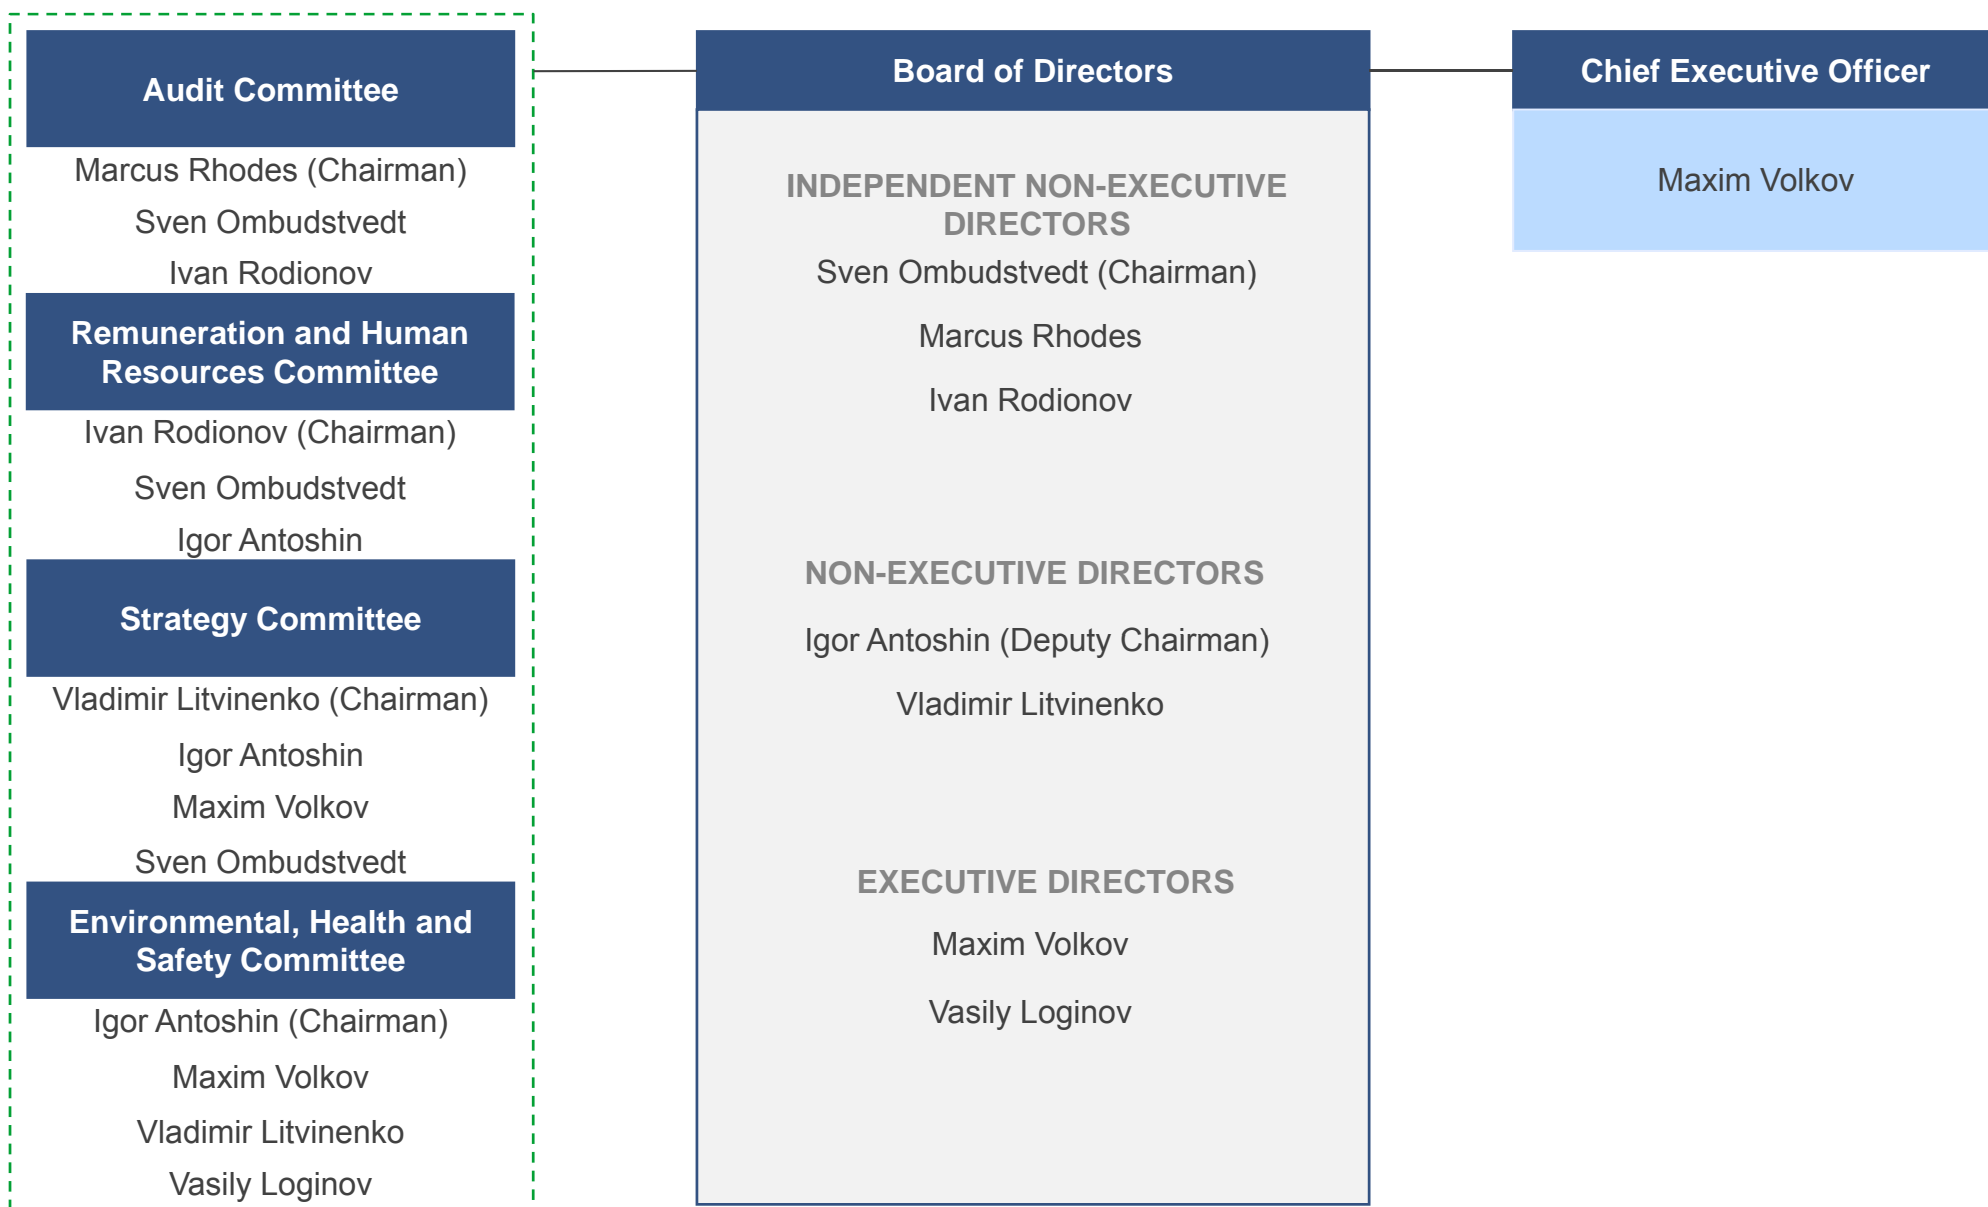 Audit Committee
Marcus Rhodes (Chairman)
Sven Ombudstvedt
Ivan Rodionov
Remuneration and Human
Resources Committee
Ivan Rodionov (Chairman)
Sven Ombudstvedt
Igor Antoshin
Strategy Committee
Vladimir Litvinenko (Chairman)
Igor Antoshin
Maxim Volkov
Sven Ombudstvedt
Environmental, Health and
Safety Committee
Igor Antoshin (Chairman)
Maxim Volkov
Vladimir Litvinenko
Vasily Loginov
Board of Directors
INDEPENDENT NON-EXECUTIVE
DIRECTORS
Sven Ombudstvedt (Chairman)
Marcus Rhodes
Ivan Rodionov
NON-EXECUTIVE DIRECTORS
Igor Antoshin (Deputy Chairman)
Vladimir Litvinenko
EXECUTIVE DIRECTORS
Maxim Volkov
Vasily Loginov
Chief Executive Officer
Maxim Volkov